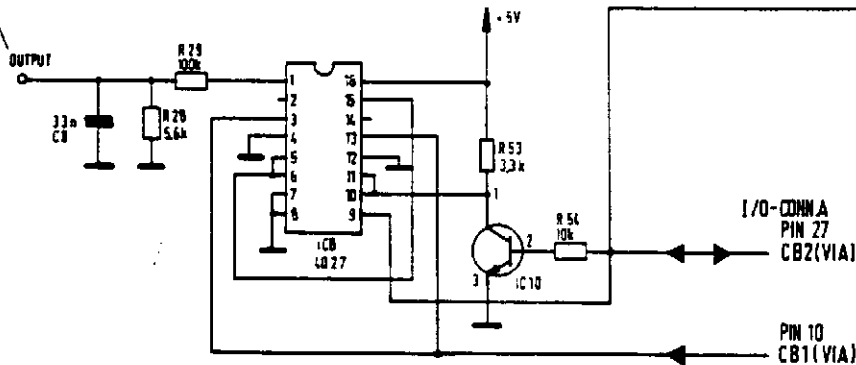 +5V
OUTPUT
R 29
100k
33n
C8
R 28
5,6k
1
2
3
4
5
6
7
8
16
15
14
13
12
11
10
9
IC8
4027
R 53
3,3k
1
2
3
IC10
R 54
10k
I/O-CONN.A
PIN 27
CB2(VIA)
PIN 10
CB1(VIA)